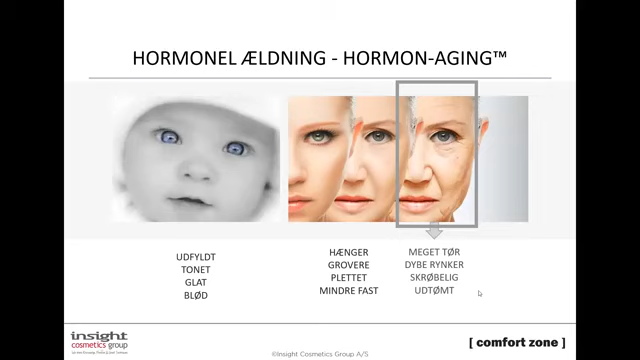 HORMONEL ÆLDNING - HORMON-AGING™
UDFYLDT
TONET
GLAT
BLØD
HÆNGER
GROVERE
PLETTET
MINDRE FAST
MEGET TØR
DYBE RYNKER
SKRØBELIG
UDTØMT
insight
cosmetics group
©Insight Cosmetics Group A/S
[ comfort zone ]